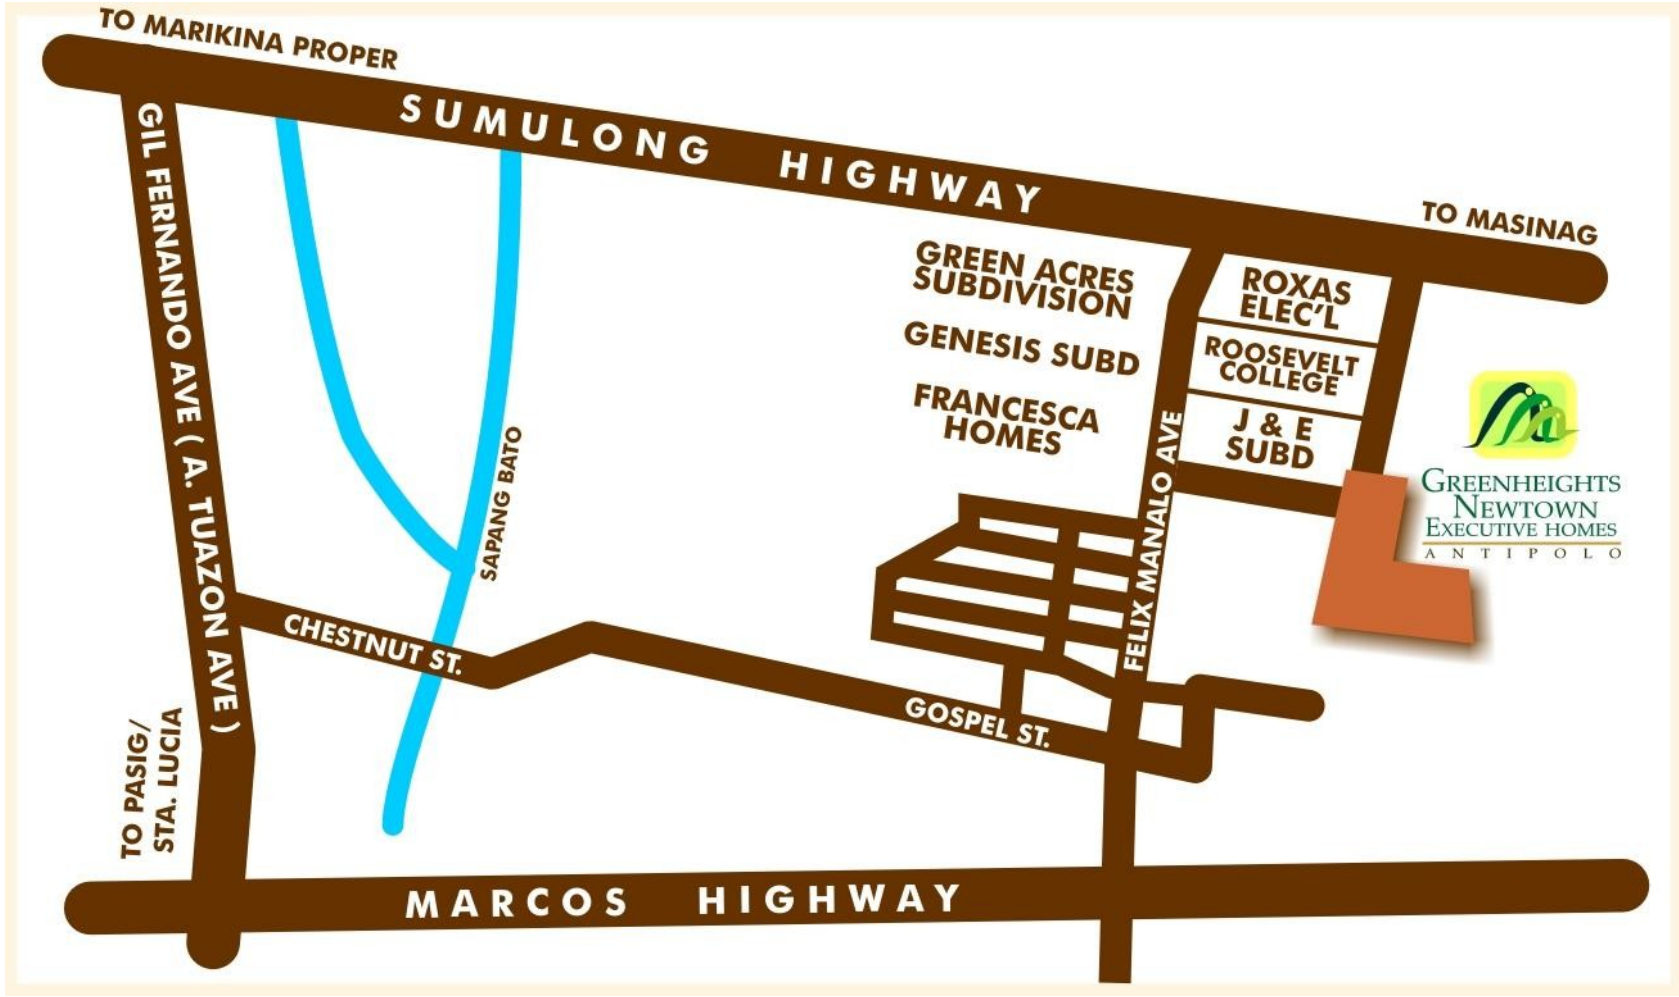 TO MARIKINA PROPER
SUMULONG HIGHWAY
TO MASINAG
GIL FERNANDO AVE ( A. TUAZON AVE )
GREEN ACRES
SUBDIVISION
GENESIS SUBD
FRANCESCA
HOMES
ROXAS
ELEC'L
ROOSEVELT
COLLEGE
J & E
SUBD
FELIX MANALO AVE
GREENHEIGHTS
NEWTOWN
EXECUTIVE HOMES
ANTIPOLO
SAPANG BATO
CHESTNUT ST.
GOSPEL ST.
TO PASIG/
STA. LUCIA
MARCOS HIGHWAY